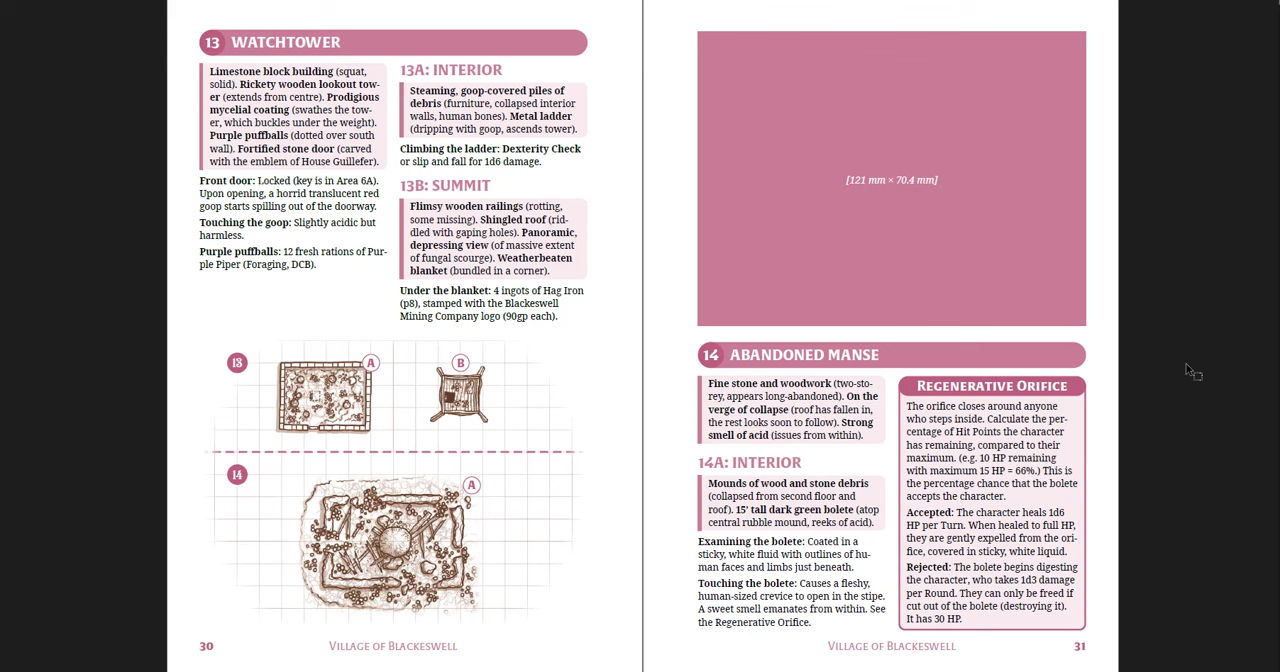 13 WATCHTOWER
Limestone block building (squat,
solid). Rickety wooden lookout tow-
er (extends from centre). Prodigious
mycelial coating (swathes the tow-
er, which buckles under the weight).
Purple puffballs (dotted over south
wall). Fortified stone door (carved
with the emblem of House Guillefer).
Front door: Locked (key is in Area 6A).
Upon opening, a horrid translucent red
goop starts spilling out of the doorway.
Touching the goop: Slightly acidic but
harmless.
Purple puffballs: 12 fresh rations of Pur-
ple Piper (Foraging, DCB).
13A: INTERIOR
Steaming, goop-covered piles of
debris (furniture, collapsed interior
walls, human bones). Metal ladder
(dripping with goop, ascends tower).
Climbing the ladder: Dexterity Check
or slip and fall for 1d6 damage.
13B: SUMMIT
Flimsy wooden railings (rotting,
some missing). Shingled roof (rid-
dled with gaping holes). Panoramic,
depressing view (of massive extent
of fungal scourge). Weatherbeaten
blanket (bundled in a corner).
Under the blanket: 4 ingots of Hag Iron
(p8), stamped with the Blackeswell
Mining Company logo (90gp each).
13
A
B
14
A
30
VILLAGE OF BLACKESWELL
[121 mm × 70.4 mm]
14 ABANDONED MANSE
Fine stone and woodwork (two-sto-
rey, appears long-abandoned). On the
verge of collapse (roof has fallen in,
the rest looks soon to follow). Strong
smell of acid (issues from within).
14A: INTERIOR
Mounds of wood and stone debris
(collapsed from second floor and
roof). 15' tall dark green bolete (atop
central rubble mound, reeks of acid).
Examining the bolete: Coated in a
sticky, white fluid with outlines of hu-
man faces and limbs just beneath.
Touching the bolete: Causes a fleshy,
human-sized crevice to open in the stipe.
A sweet smell emanates from within. See
the Regenerative Orifice.
REGENERATIVE ORIFICE
The orifice closes around anyone
who steps inside. Calculate the per-
centage of Hit Points the character
has remaining, compared to their
maximum. (e.g. 10 HP remaining
with maximum 15 HP = 66%.) This is
the percentage chance that the bolete
accepts the character.
Accepted: The character heals 1d6
HP per Turn. When healed to full HP,
they are gently expelled from the ori-
fice, covered in sticky, white liquid.
Rejected: The bolete begins digesting
the character, who takes 1d3 damage
per Round. They can only be freed if
cut out of the bolete (destroying it).
It has 30 HP.
VILLAGE OF BLACKESWELL
31